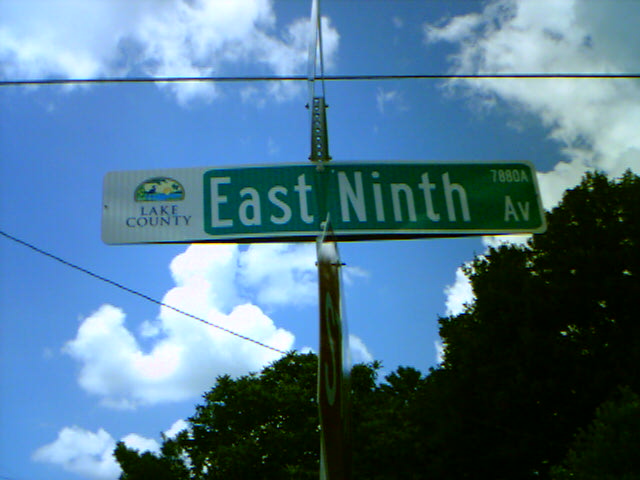 LAKE
COUNTY
East Ninth
7880A
Av
S